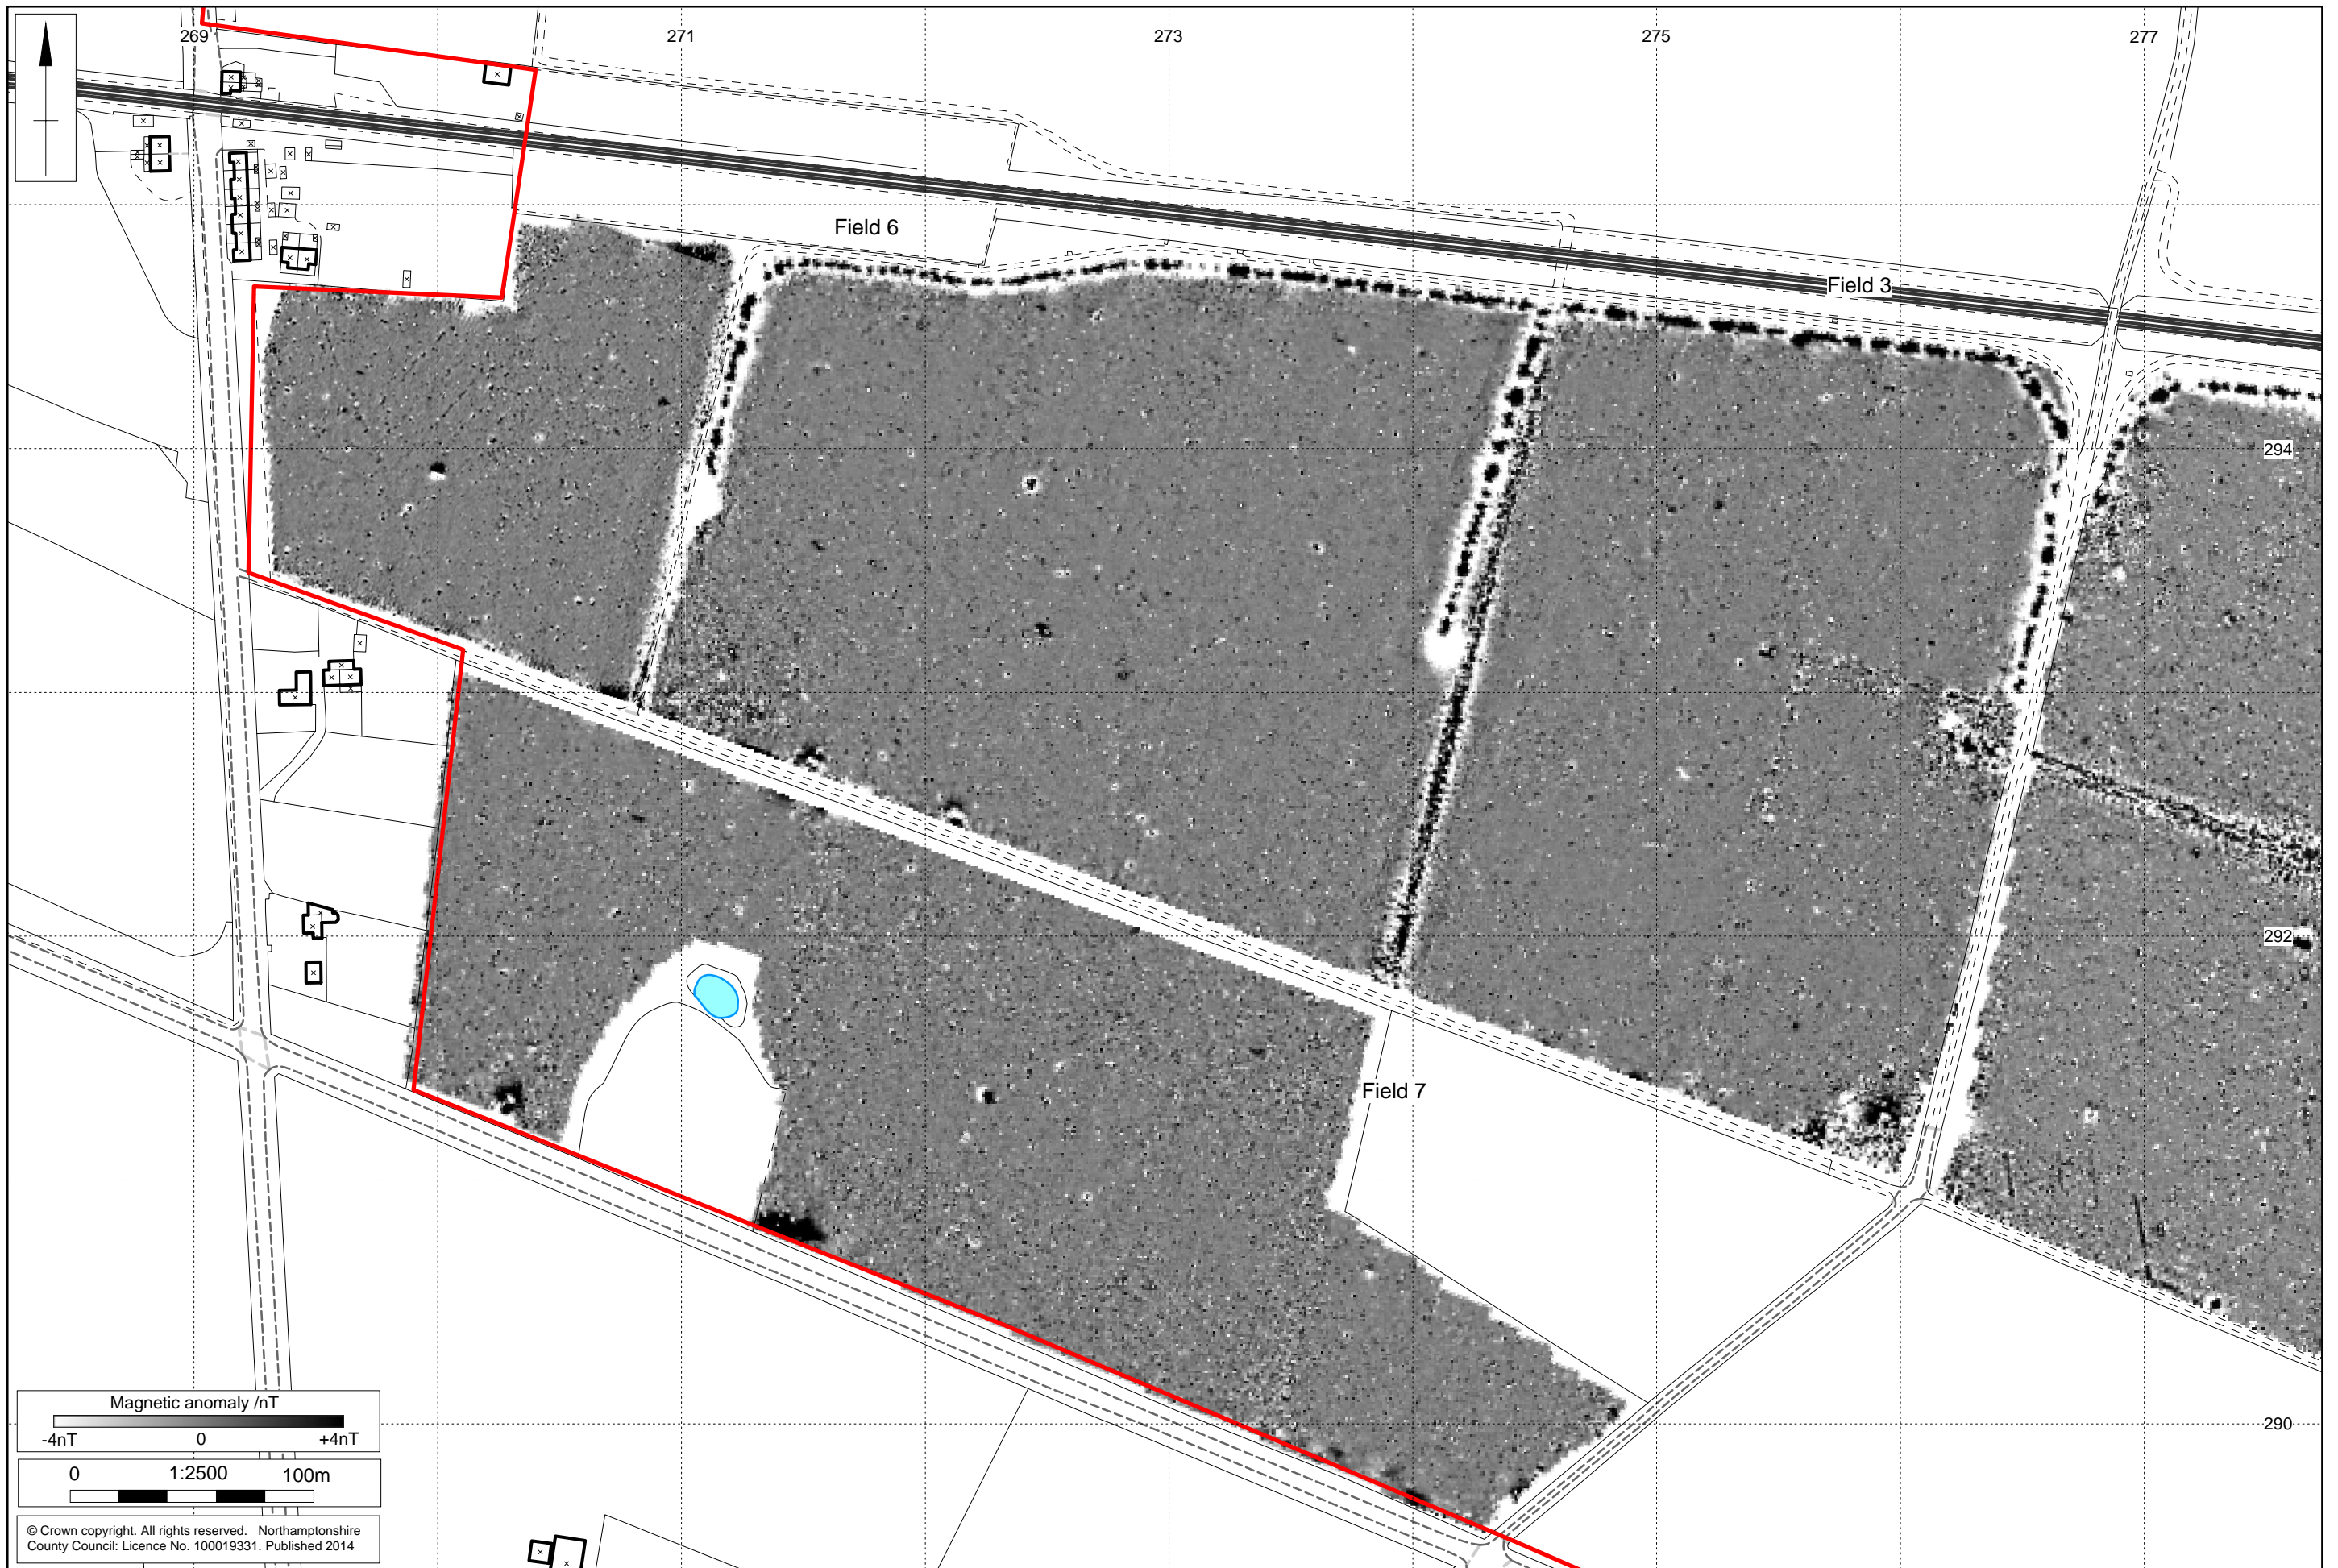 269
271
273
275
277
Field 6
Field 3
294
292
Field 7
290
Magnetic anomaly /nT
-4nT 0 +4nT
0 1:2500 100m
© Crown copyright. All rights reserved. Northamptonshire
County Council: Licence No. 100019331. Published 2014